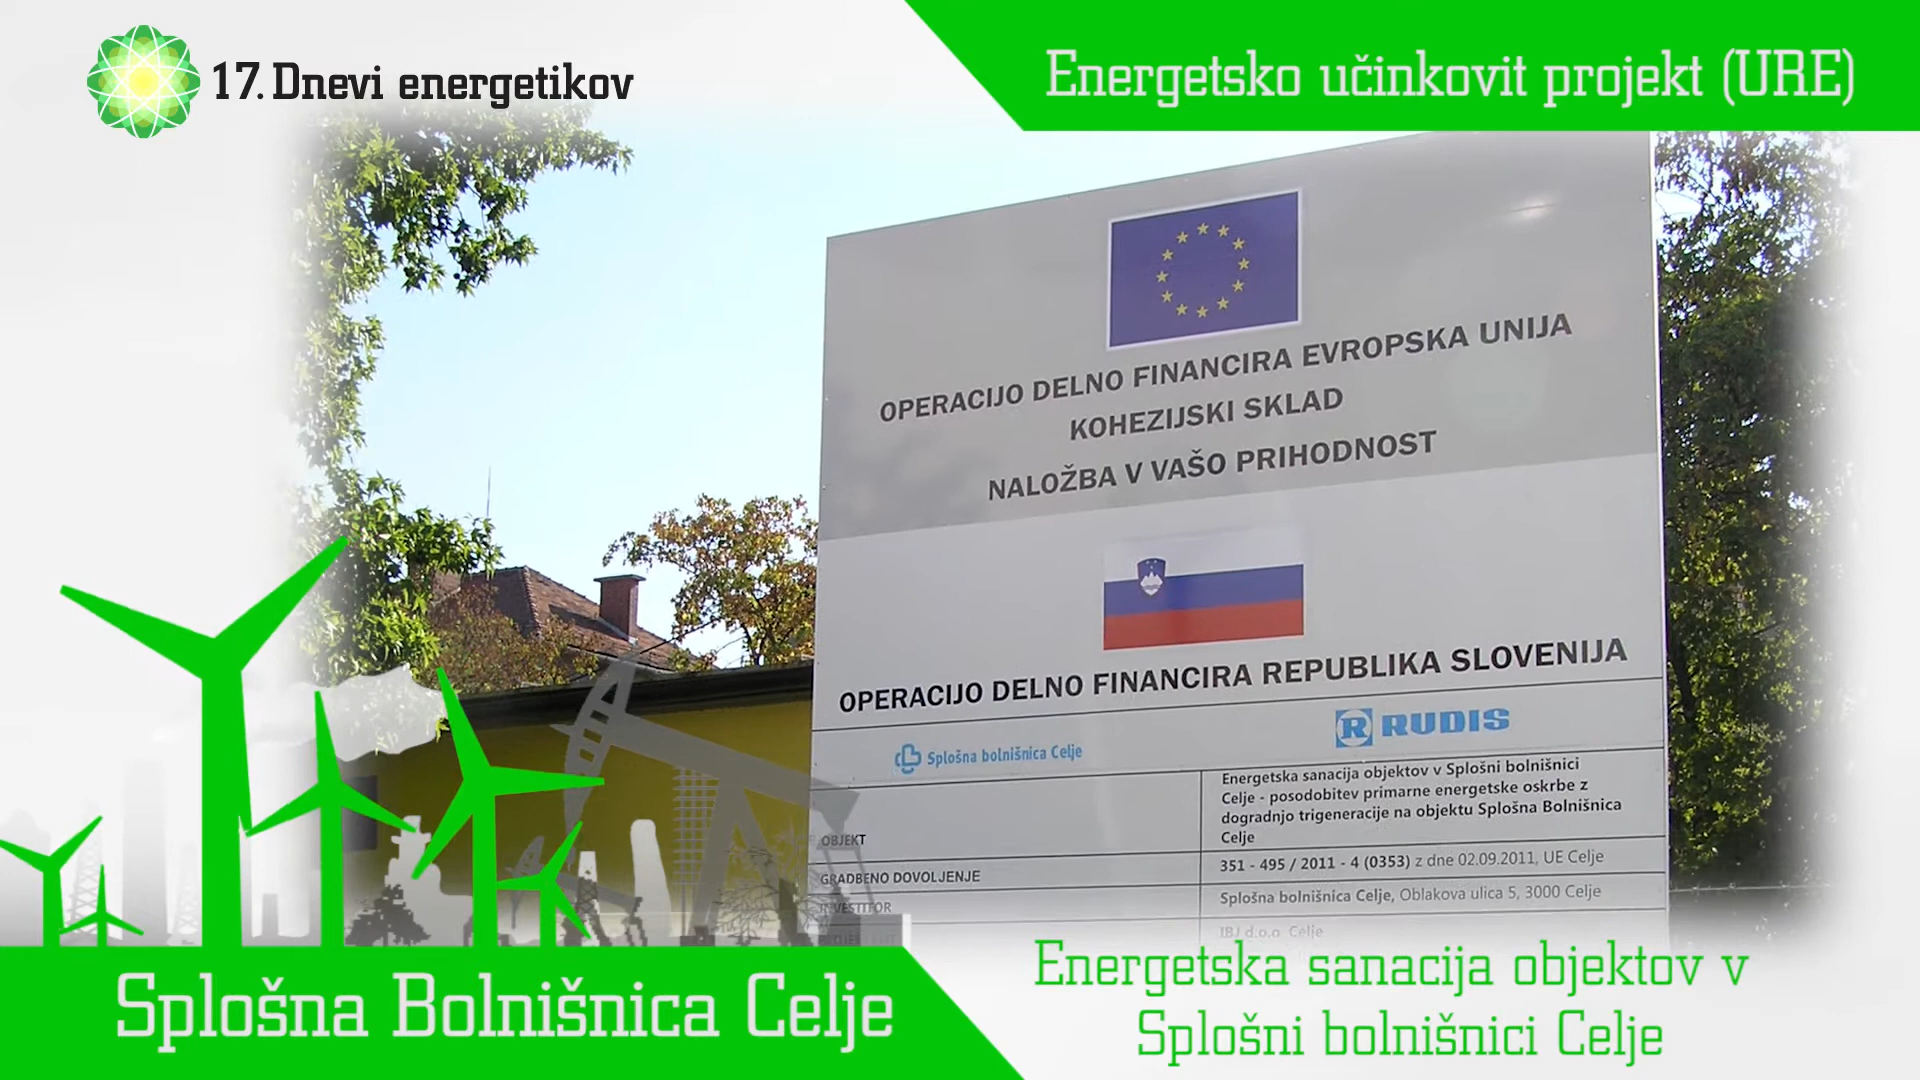 17. Dnevi energetikov
Energetsko učinkovit projekt (URE)
OPERACIJO DELNO FINANCIRA EVROPSKA UNIJA
KOHEZIJSKI SKLAD
NALOŽBA V VAŠO PRIHODNOST
OPERACIJO DELNO FINANCIRA REPUBLIKA SLOVENIJA
Splošna bolnišnica Celje
R RUDIS
OBJEKT
Energetska sanacija objektov v Splošni bolnišnici
Celje - posodobitev primarne energetske oskrbe z
dogradnjo trigeneracije na objektu Splošna Bolnišnica
Celje
GRADBENO DOVOLJENJE
351 - 495 / 2011 - 4 (0353) z dne 02.09.2011, UE Celje
INVESTITOR
Splošna bolnišnica Celje, Oblakova ulica 5, 3000 Celje
IBJ d.o.o. Celje
Splošna Bolnišnica Celje
Energetska sanacija objektov v
Splošni bolnišnici Celje